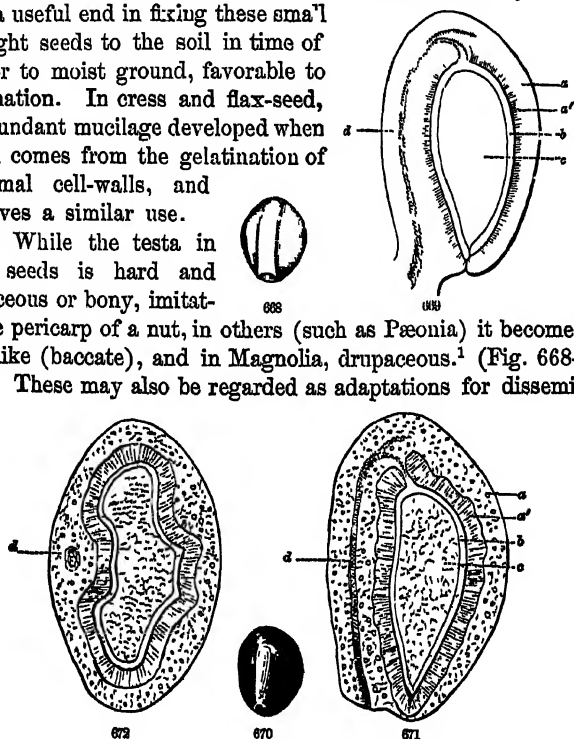 a useful end in fixing these small
ght seeds to the soil in time of
r to moist ground, favorable to
nation. In cress and flax-seed,
undant mucilage developed when
comes from the gelatination of
mal cell-walls, and
ves a similar use.
While the testa in
seeds is hard and
ceous or bony, imitat-
e pericarp of a nut, in others (such as Pæonia) it become
ike (baccate), and in Magnolia, drupaceous.¹ (Fig. 668-
These may also be regarded as adaptations for dissemi
a
a'
b
c
d
668
669
d
a
a'
b
c
d
672
670
671